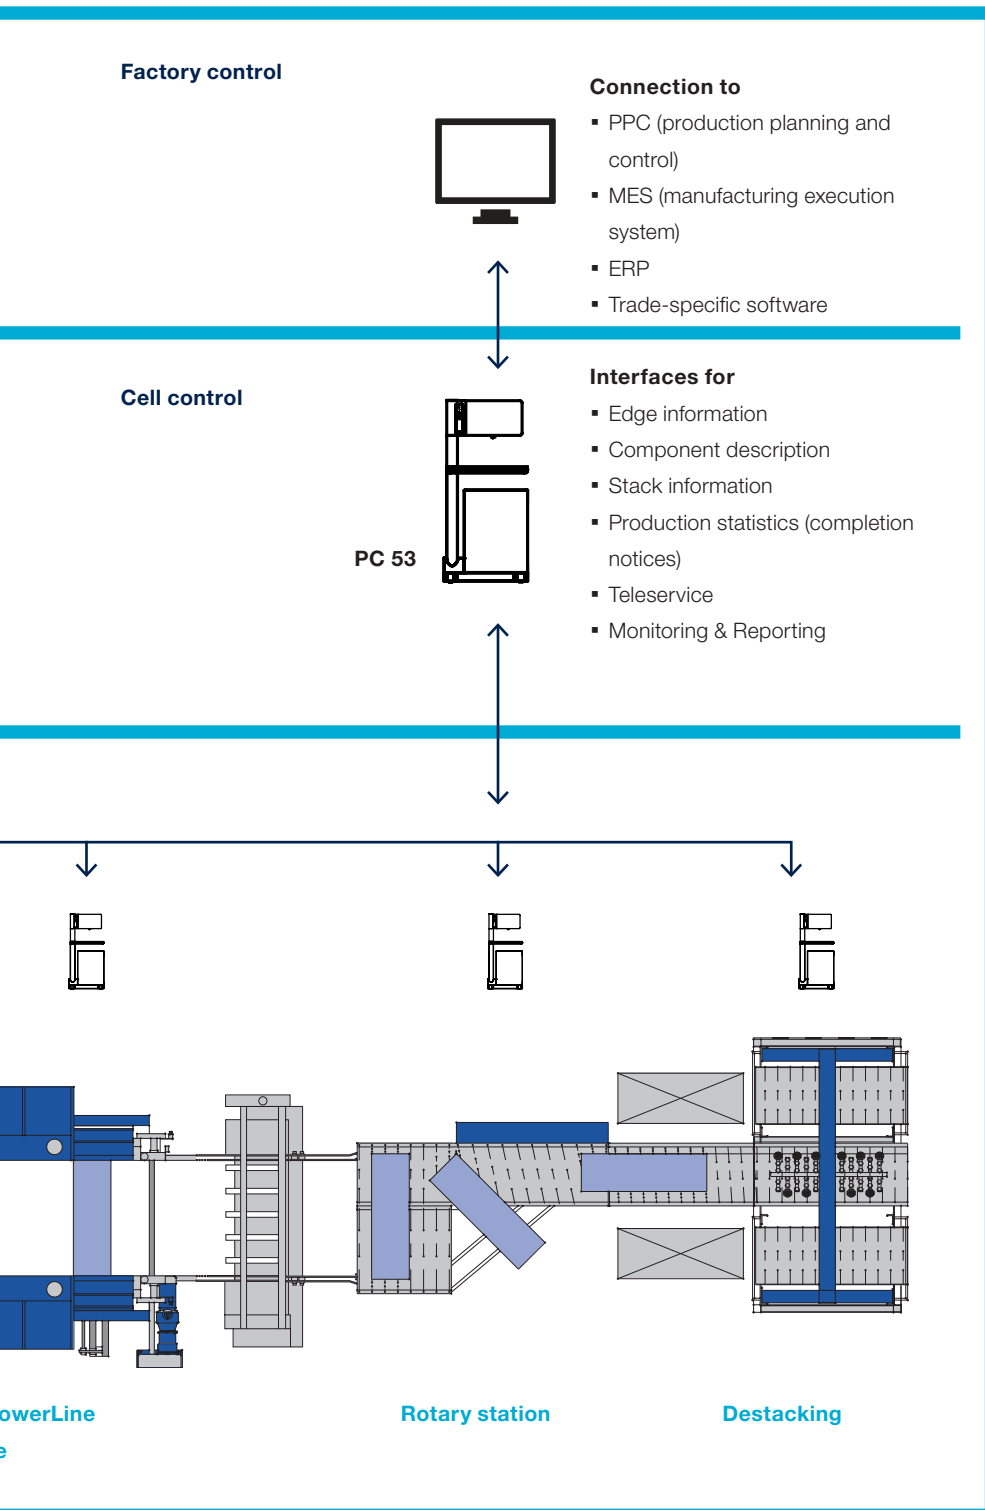 Factory control
Connection to
▪ PPC (production planning and
control)
▪ MES (manufacturing execution
system)
▪ ERP
▪ Trade-specific software
Cell control
Interfaces for
▪ Edge information
▪ Component description
▪ Stack information
▪ Production statistics (completion
notices)
▪ Teleservice
▪ Monitoring & Reporting
PC 53
owerLine
Rotary station
Destacking
e